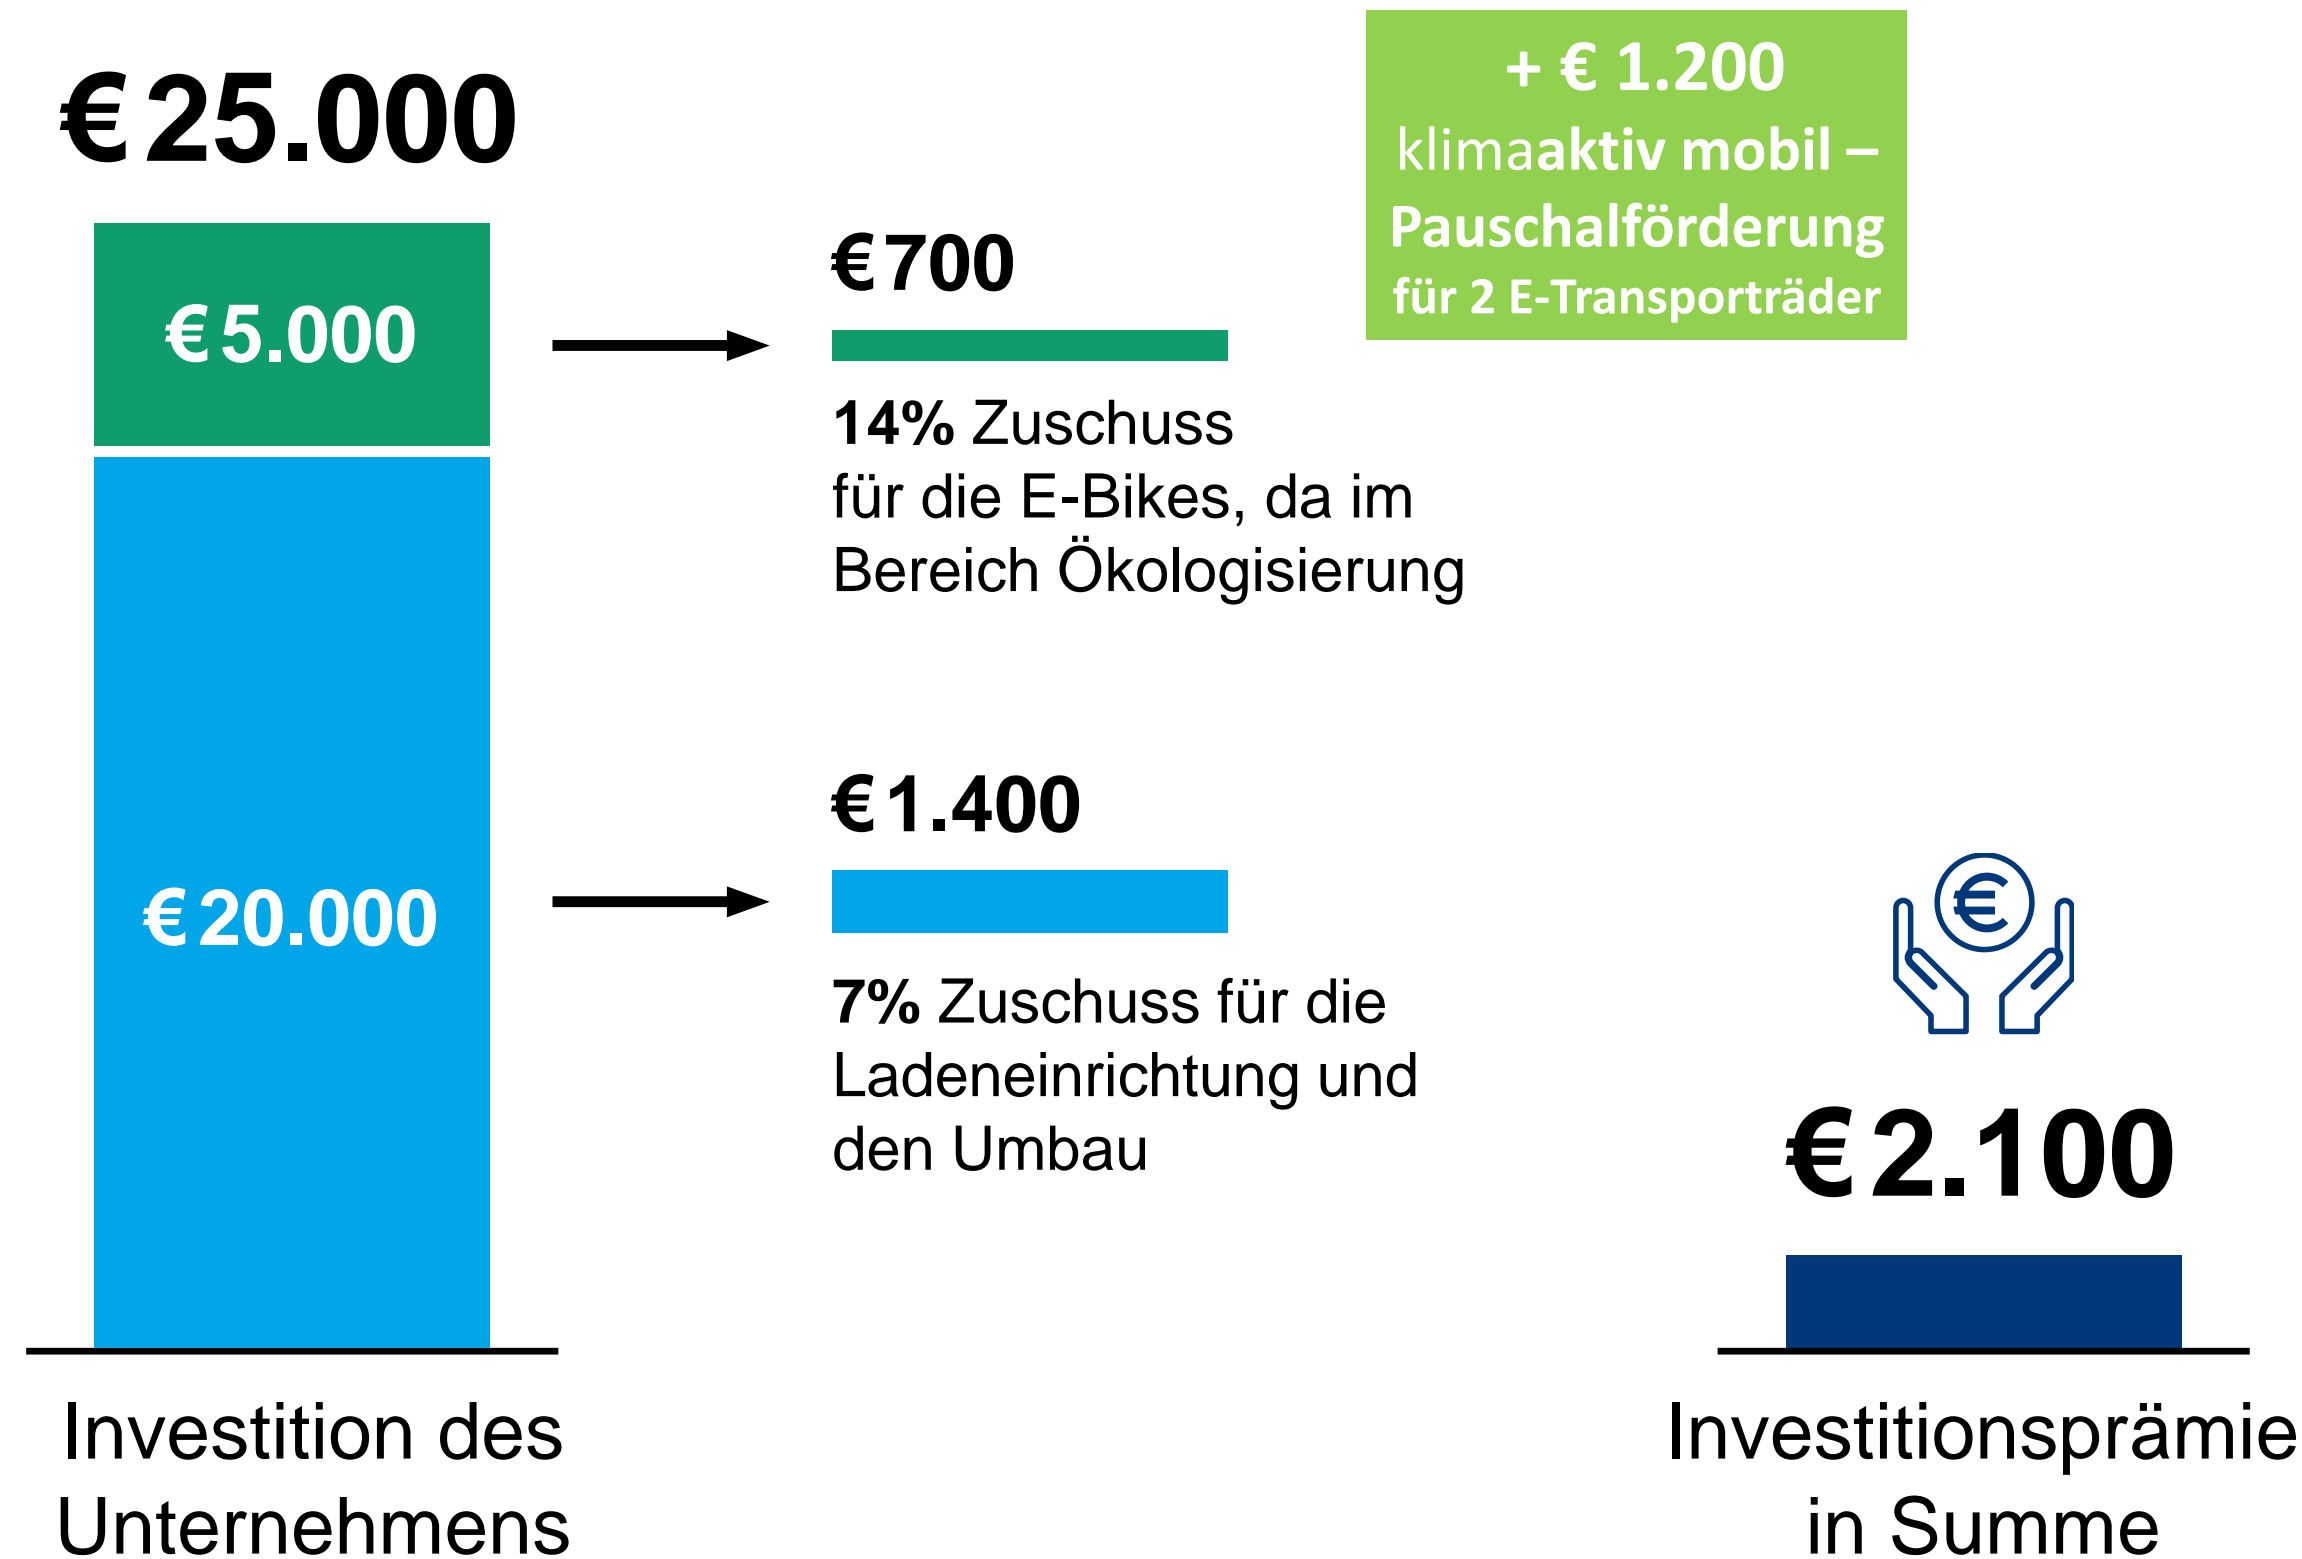 € 25.000
€ 5.000
€ 20.000
Investition des
Unternehmens
€ 700
14% Zuschuss
für die E-Bikes, da im
Bereich Ökologisierung
€ 1.400
7% Zuschuss für die
Ladeneinrichtung und
den Umbau
+ € 1.200
klimaaktiv mobil –
Pauschalförderung
für 2 E-Transporträder
€
€ 2.100
Investitionsprämie
in Summe